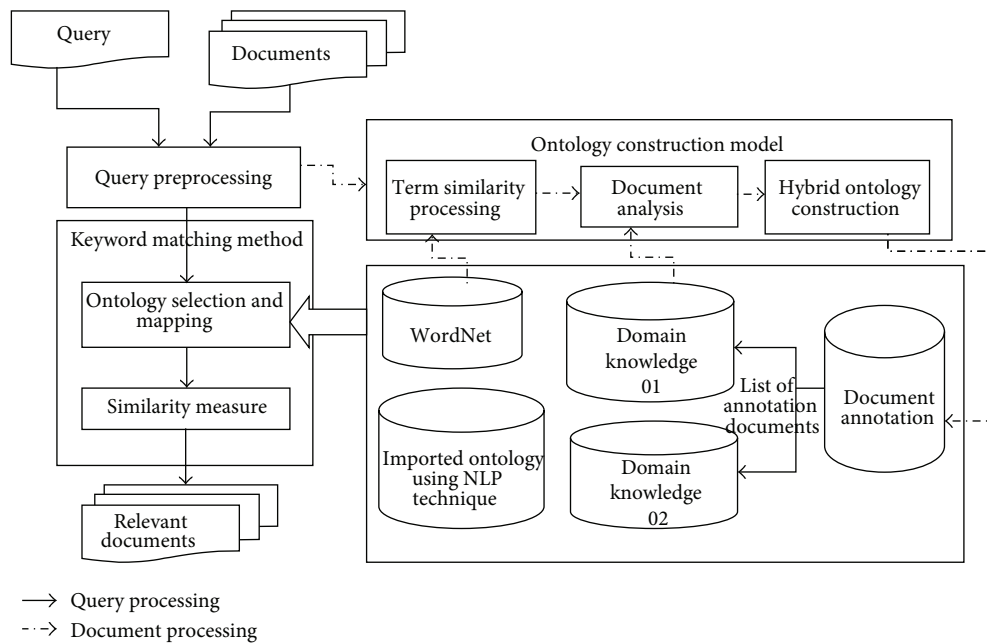 Query
Documents
Query preprocessing
Ontology construction model
Term similarity
processing
Document
analysis
Hybrid ontology
construction
Keyword matching method
Ontology selection and
mapping
Similarity measure
Relevant
documents
WordNet
Imported ontology
using NLP
technique
Domain
knowledge
01
Domain
knowledge
02
List of
annotation
documents
Document
annotation
Query processing
Document processing